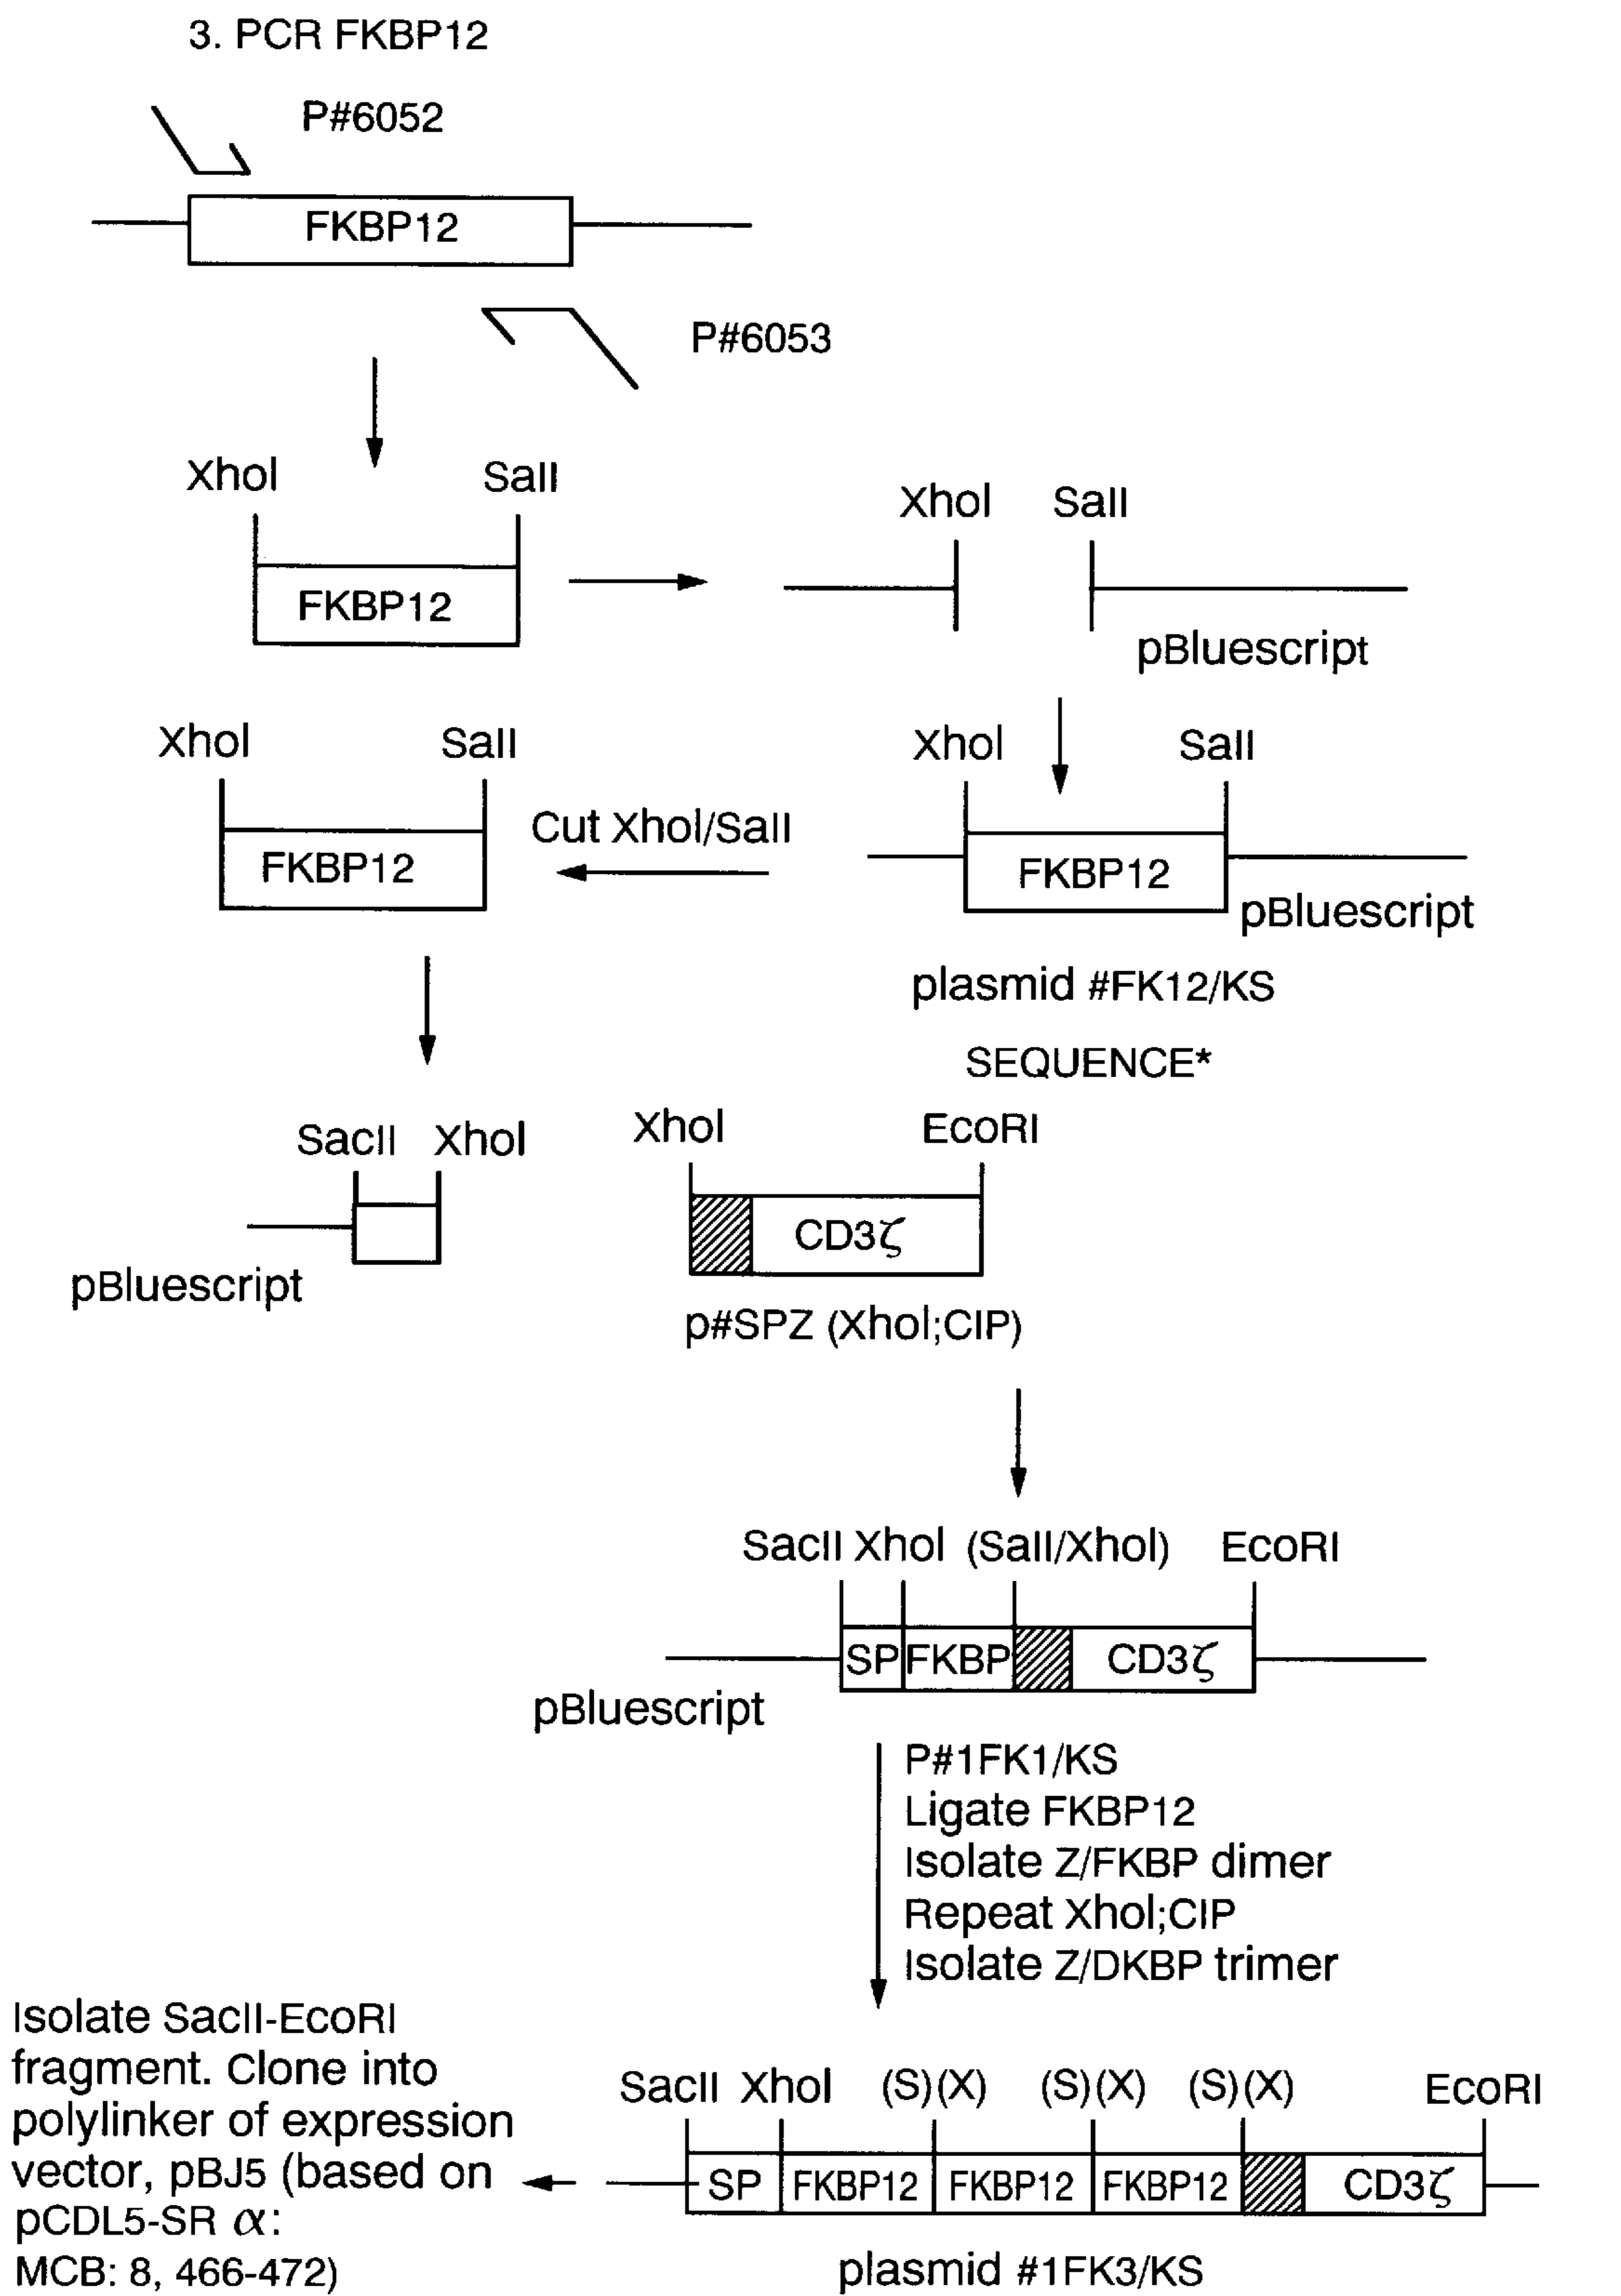 3. PCR FKBP12
P#6052
FKBP12
P#6053
XhoI SalI
FKBP12
XhoI SalI
pBluescript
XhoI SalI
FKBP12
Cut XhoI/SalI
XhoI SalI
FKBP12
pBluescript
plasmid #FK12/KS
SEQUENCE*
SacII XhoI
pBluescript
XhoI EcoRI
CD3ζ
p#SPZ (XhoI;CIP)
SacII XhoI (SalI/XhoI) EcoRI
SP FKBP CD3ζ
pBluescript
P#1FK1/KS
Ligate FKBP12
Isolate Z/FKBP dimer
Repeat XhoI;CIP
Isolate Z/DKBP trimer
SacII XhoI (S)(X) (S)(X) (S)(X) EcoRI
SP FKBP12 FKBP12 FKBP12 CD3ζ
plasmid #1FK3/KS
Isolate SacII-EcoRI
fragment. Clone into
polylinker of expression
vector, pBJ5 (based on
pCDL5-SR α:
MCB: 8, 466-472)